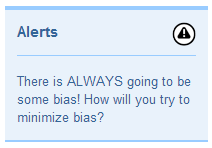 Alerts
There is ALWAYS going to be
some bias! How will you try to
minimize bias?